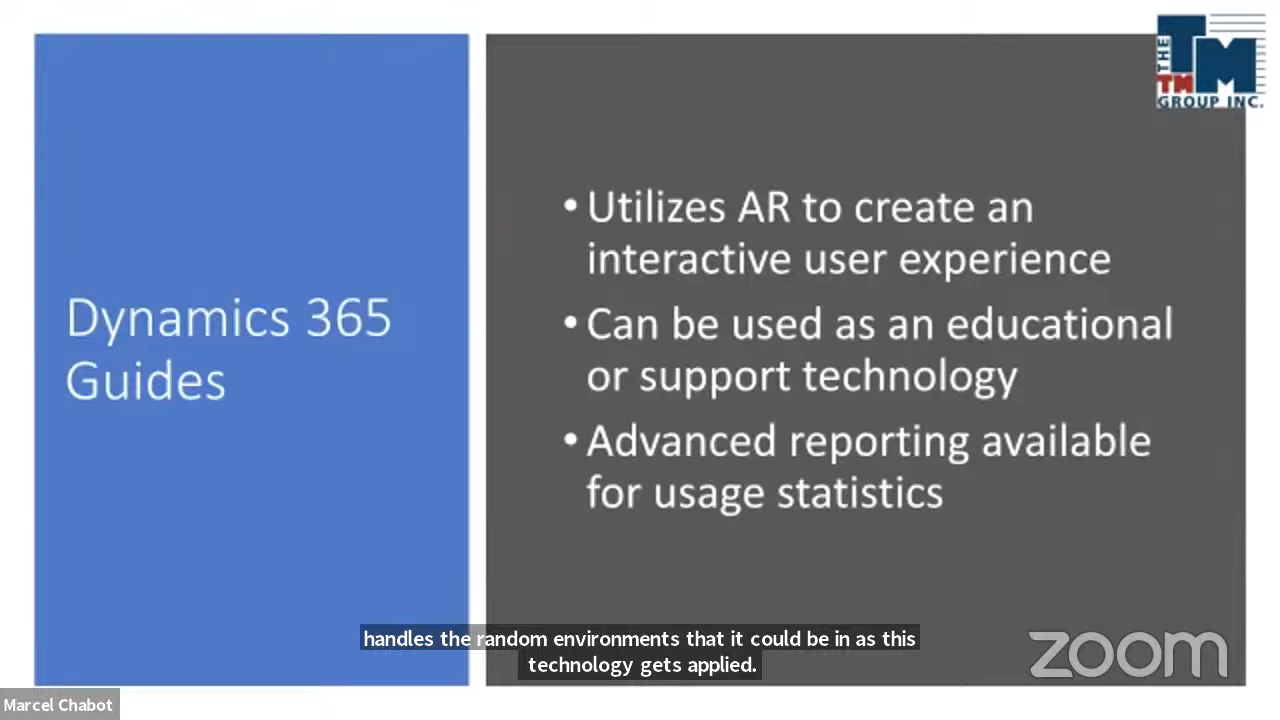 THE
TM
TM
GROUP INC.
Dynamics 365
Guides
• Utilizes AR to create an
interactive user experience
• Can be used as an educational
or support technology
• Advanced reporting available
for usage statistics
handles the random environments that it could be in as this
technology gets applied.
zoom
Marcel Chabot